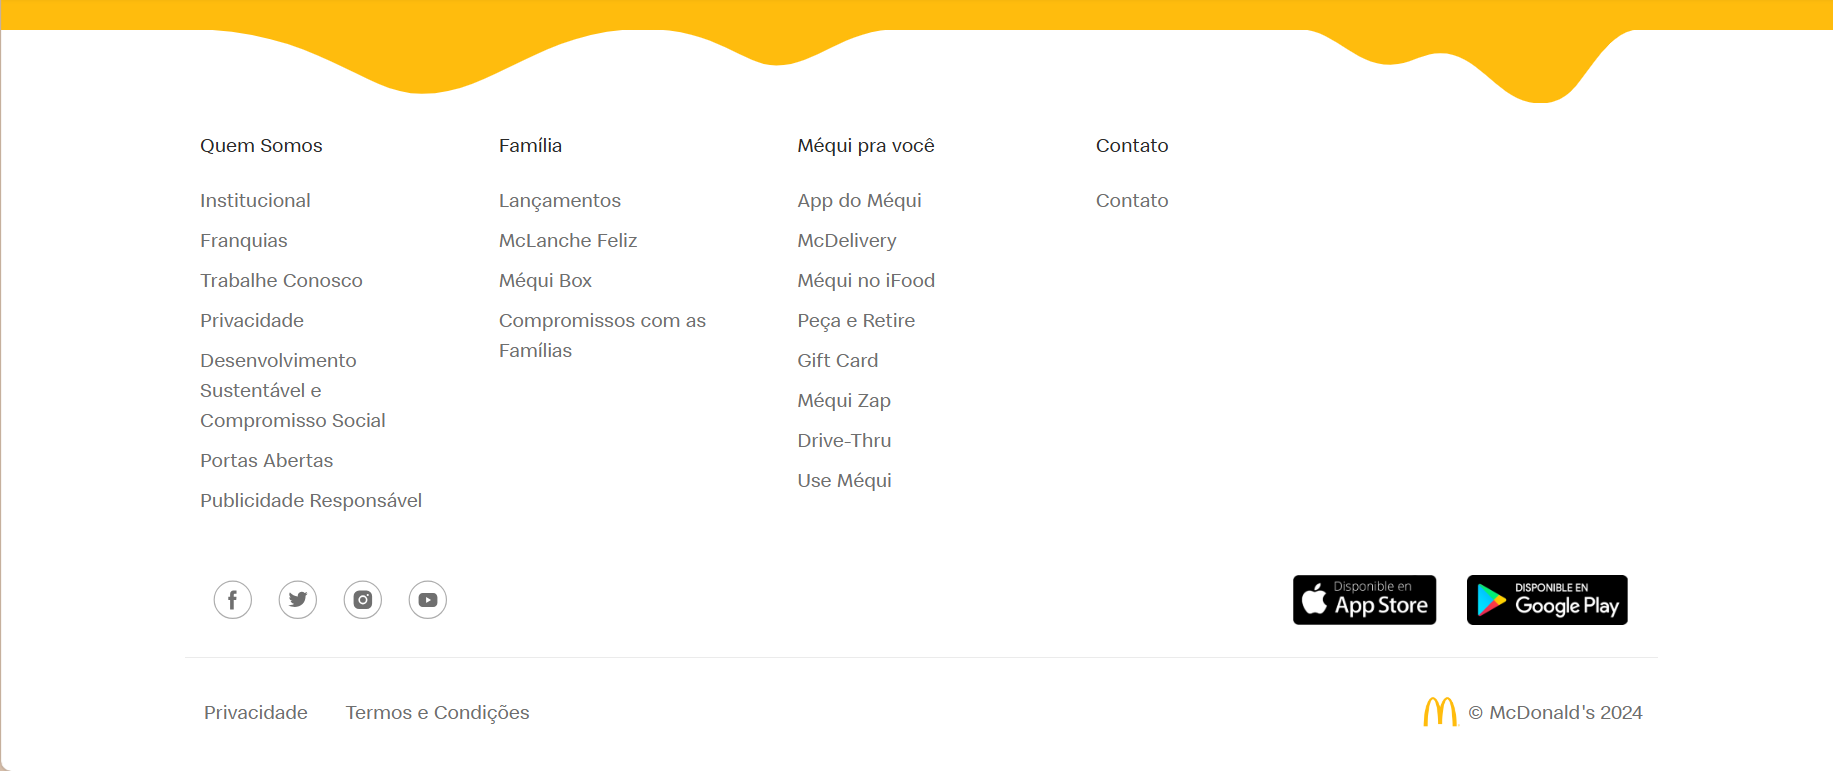 Quem Somos
Institucional
Franquias
Trabalhe Conosco
Privacidade
Desenvolvimento
Sustentável e
Compromisso Social
Portas Abertas
Publicidade Responsável
Família
Lançamentos
McLanche Feliz
Méqui Box
Compromissos com as
Famílias
Méqui pra você
App do Méqui
McDelivery
Méqui no iFood
Peça e Retire
Gift Card
Méqui Zap
Drive-Thru
Use Méqui
Contato
Contato
Disponible en
App Store
DISPONIBLE EN
Google Play
Privacidade
Termos e Condições
© McDonald's 2024